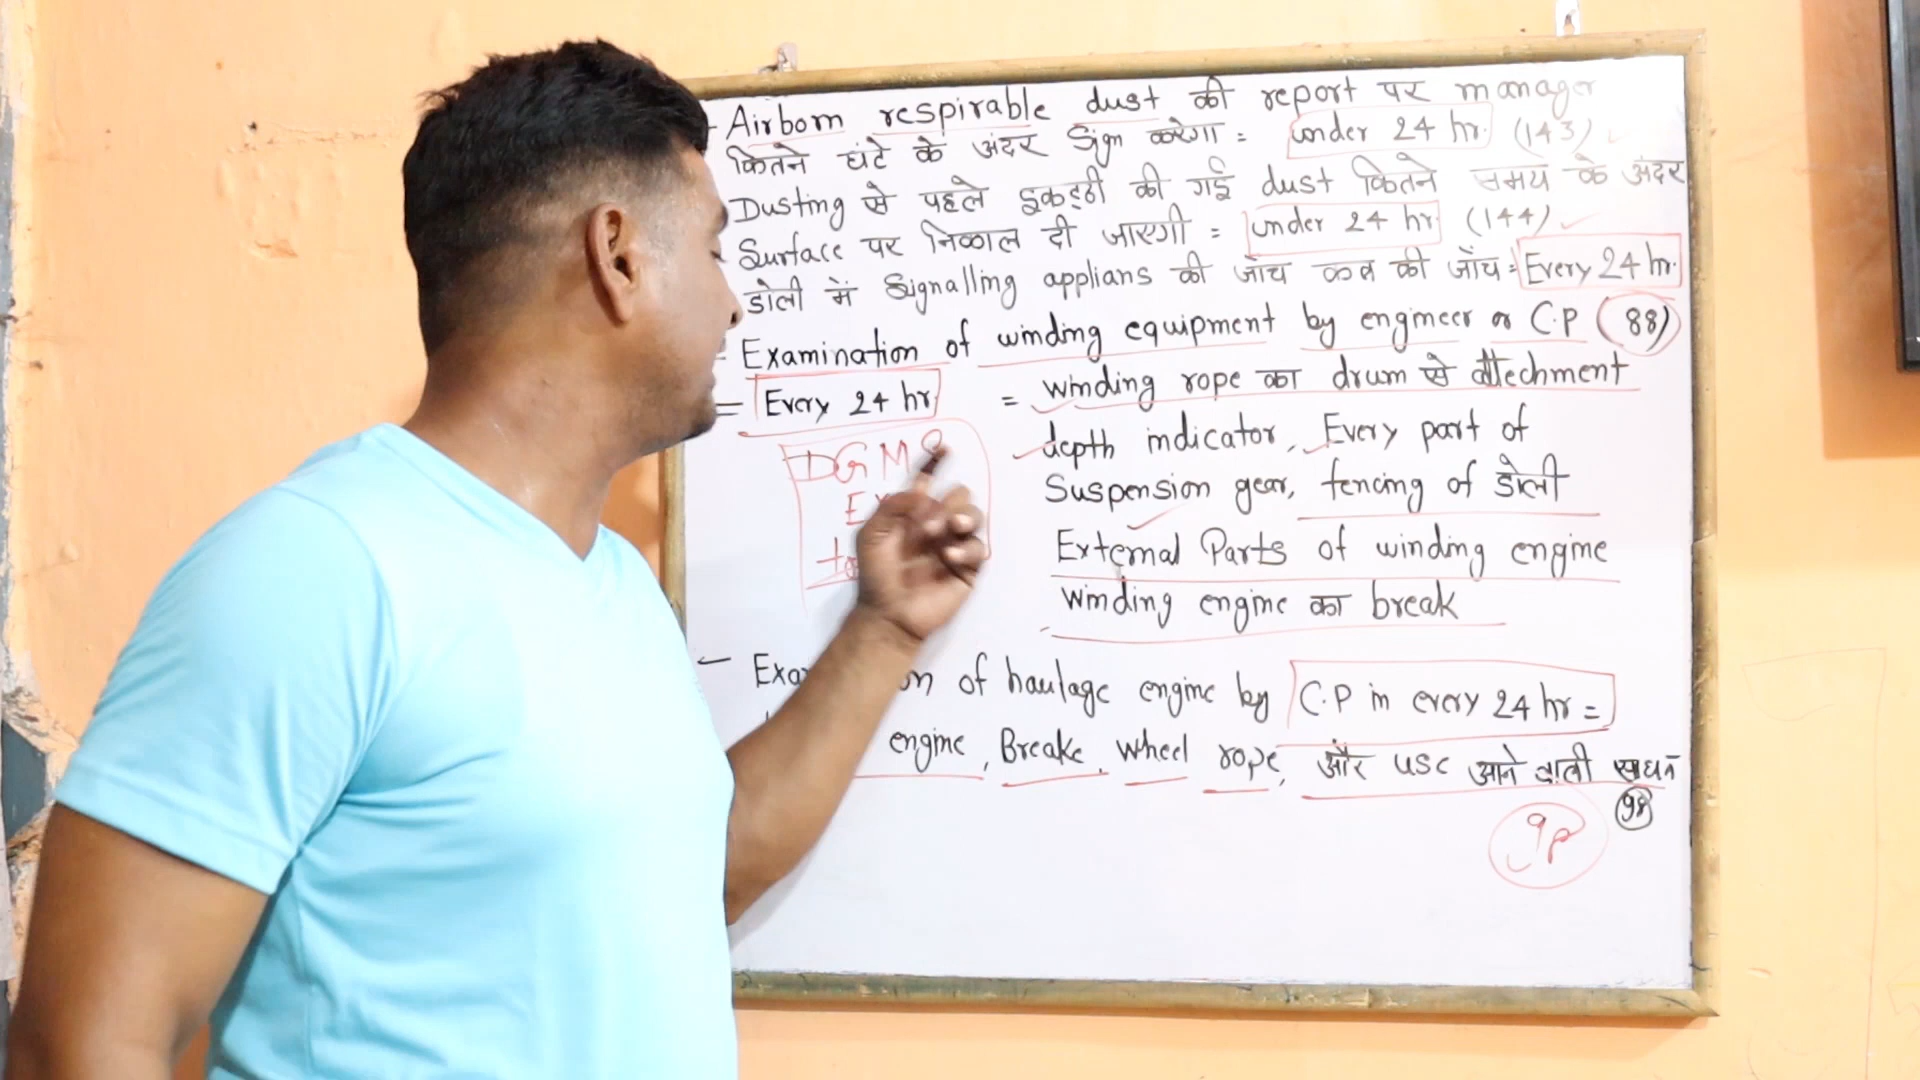 Airborn respirable dust की report पर manager
कितने घंटे के अंदर Sign करेगा = under 24 hr. (143)
Dusting से पहले इकट्ठी की गई dust कितने समय के अंदर
Surface पर निकाल दी जाएगी = under 24 hr (144)
डोली में Signalling applians की जाँच कब की जाँच = Every 24 hr.
Examination of winding equipment by engineer or C.P (88)
= Every 24 hr
= winding rope का drum से attechment
depth indicator, Every part of
Suspension gear, fencing of डोली
External Parts of winding engine
winding engine का break
DGMS
of haulage engine by C.P in every 24 hr =
engine, Breake, wheel rope, और use आने वाली साधन
98